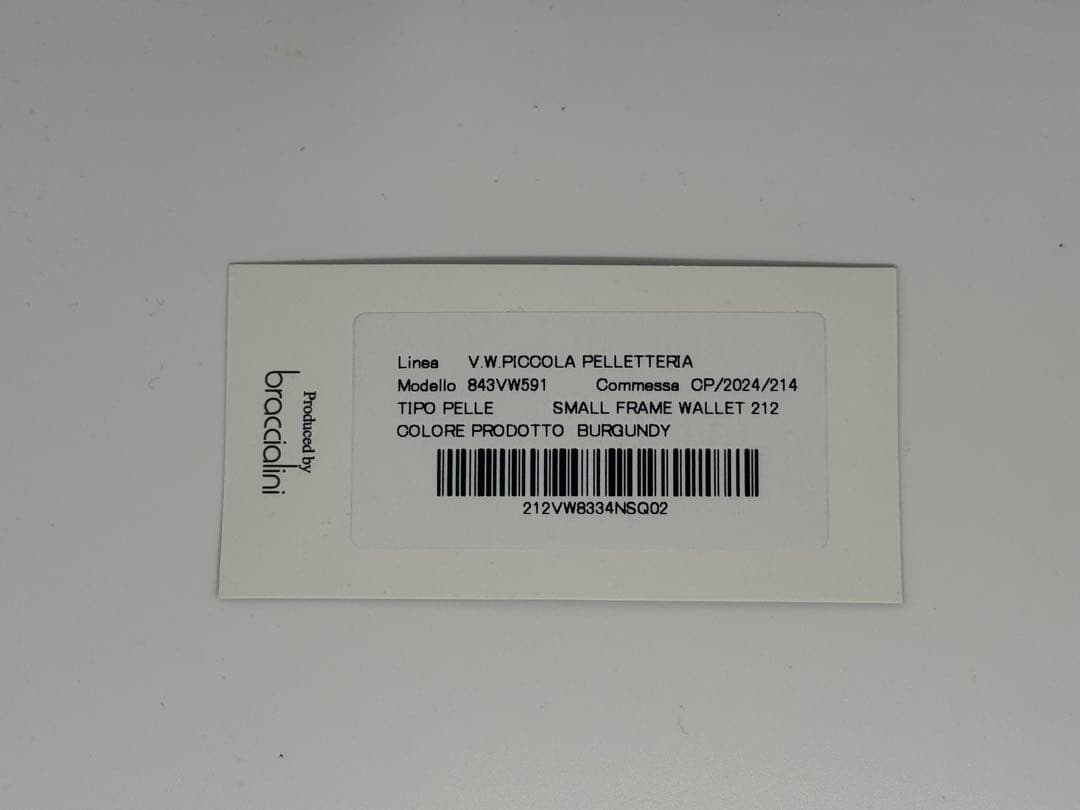 Produced by
braccialini
Linea V.W.PICCOLA PELLETTERIA
Modello 843VW591 Commessa CP/2024/214
TIPO PELLE SMALL FRAME WALLET 212
COLORE PRODOTTO BURGUNDY
212VW8334NSQ02